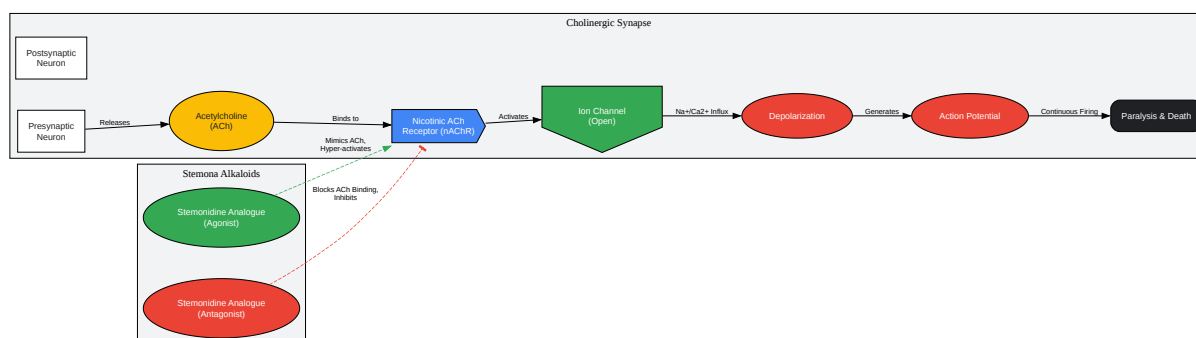 Cholinergic Synapse
Postsynaptic
Neuron
Presynaptic
Neuron
Releases
Acetylcholine
(ACh)
Binds to
Nicotinic ACh
Receptor (nAChR)
Activates
Ion Channel
(Open)
Na+/Ca2+ Influx
Depolarization
Generates
Action Potential
Continuous Firing
Paralysis & Death
Mimics ACh,
Hyper-activates
Blocks ACh Binding,
Inhibits
Stemona Alkaloids
Stemonidine Analogue
(Agonist)
Stemonidine Analogue
(Antagonist)